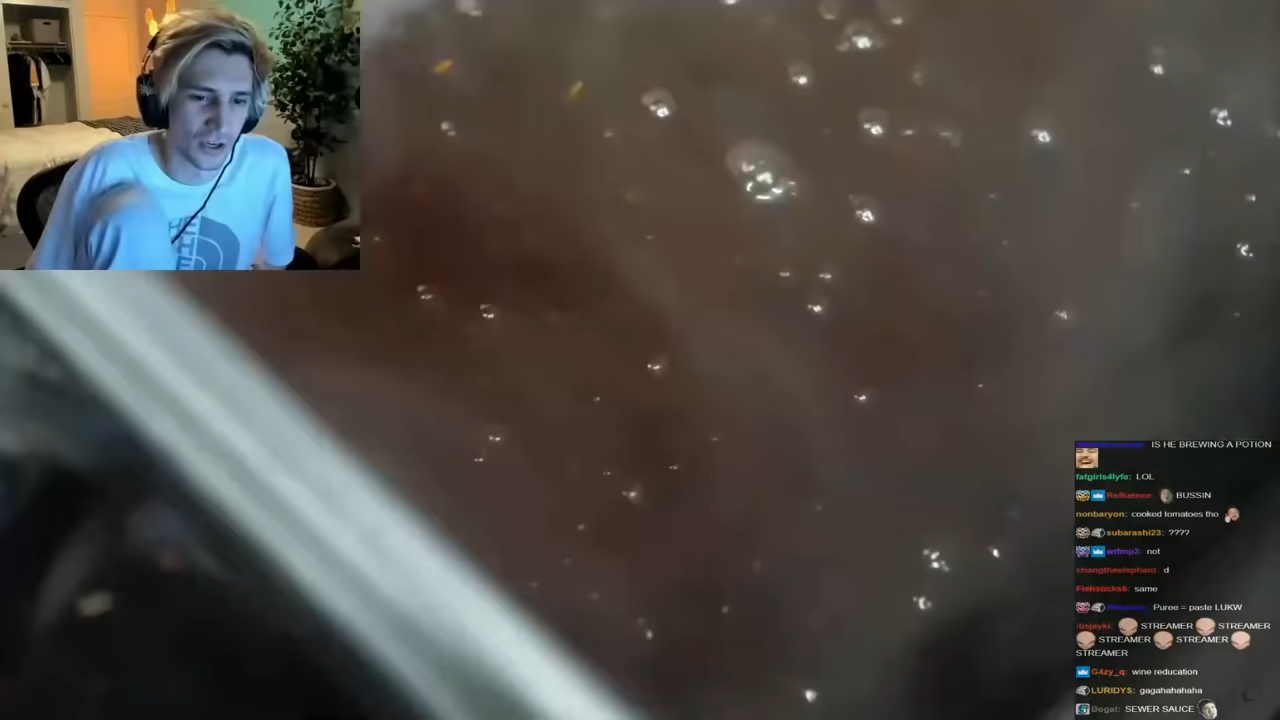 IS HE BREWING A POTION
fatgirls4lyfe: LOL
Refluence: BUSSIN
nonbaryon: cooked tomatoes tho
subarashi23: ????
wtfmp3: not
changtheelephant: d
Fishsticks6: same
Puree = paste LUKW
itisjayki: STREAMER STREAMER
STREAMER STREAMER
STREAMER
G4zy_q: wine reducation
LURIDYS: gagahahahaha
Bogat: SEWER SAUCE